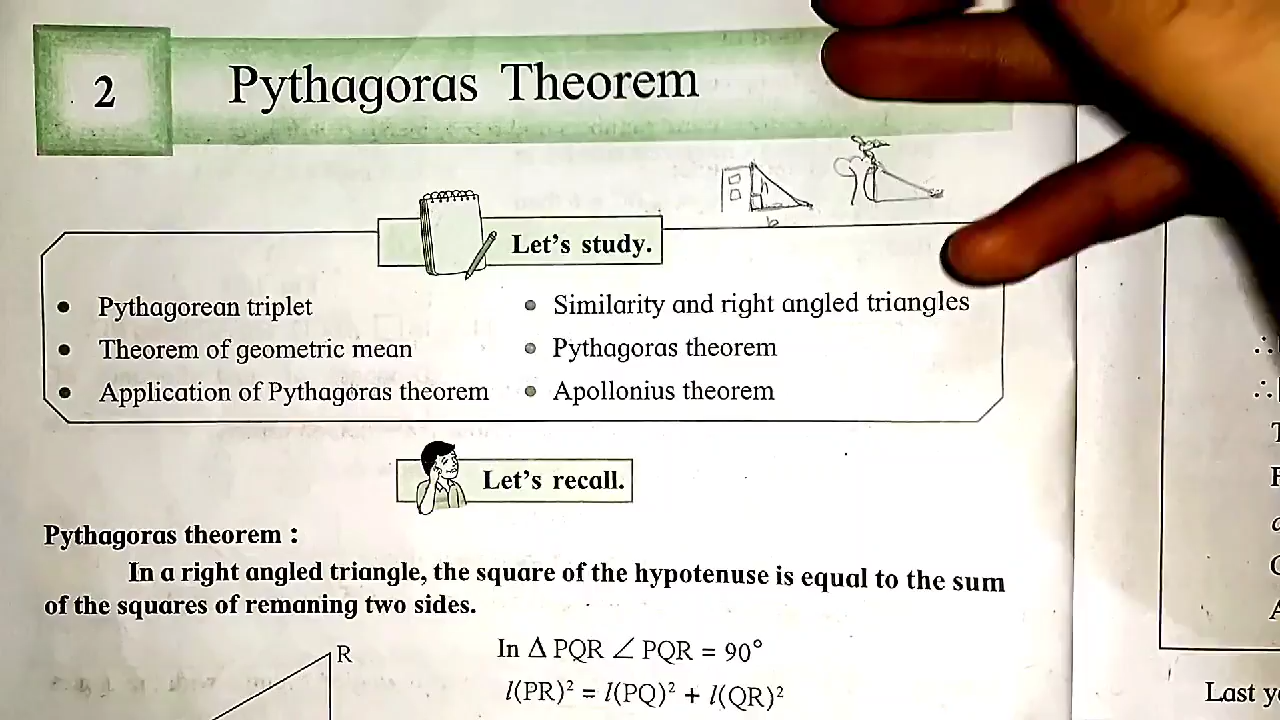 2
Pythagoras Theorem
h
b
Let's study.
• Pythagorean triplet
• Similarity and right angled triangles
• Theorem of geometric mean
• Pythagoras theorem
• Application of Pythagoras theorem
• Apollonius theorem
Let's recall.
Pythagoras theorem :
In a right angled triangle, the square of the hypotenuse is equal to the sum
of the squares of remaning two sides.
R
In Δ PQR ∠ PQR = 90°
l(PR)² = l(PQ)² + l(QR)²
∴
∴
Last y